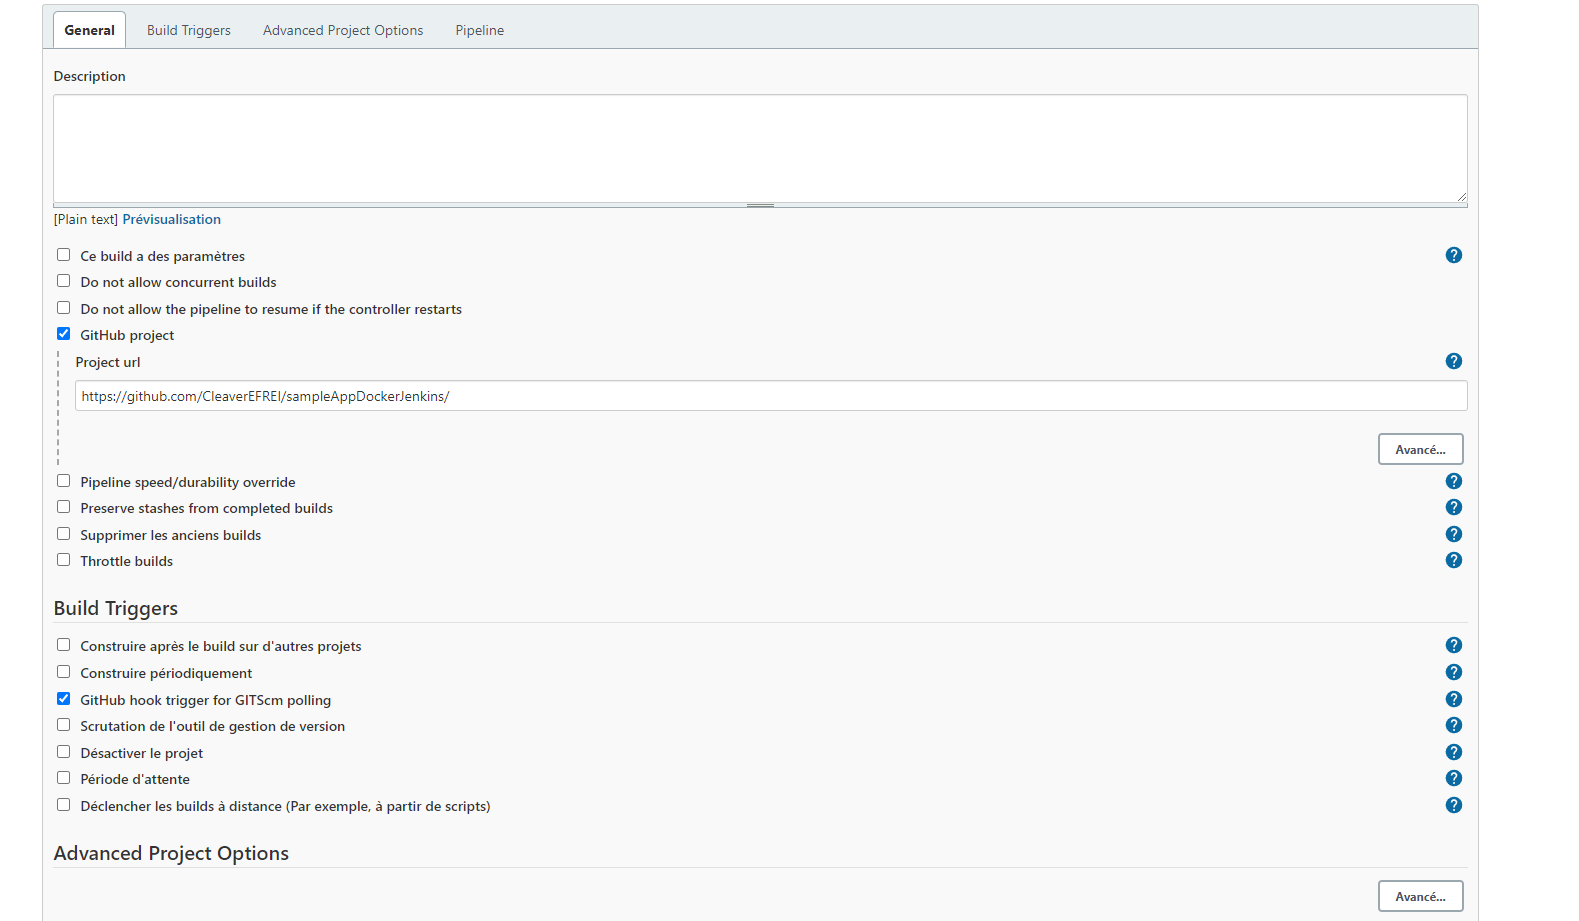 General Build Triggers Advanced Project Options Pipeline
Description
[Plain text] Prévisualisation
Ce build a des paramètres
Do not allow concurrent builds
Do not allow the pipeline to resume if the controller restarts
GitHub project
Project url
https://github.com/CleaverEFREI/sampleAppDockerJenkins/
Avancé...
Pipeline speed/durability override
Preserve stashes from completed builds
Supprimer les anciens builds
Throttle builds
Build Triggers
Construire après le build sur d'autres projets
Construire périodiquement
GitHub hook trigger for GITScm polling
Scrutation de l'outil de gestion de version
Désactiver le projet
Période d'attente
Déclencher les builds à distance (Par exemple, à partir de scripts)
Advanced Project Options
Avancé...